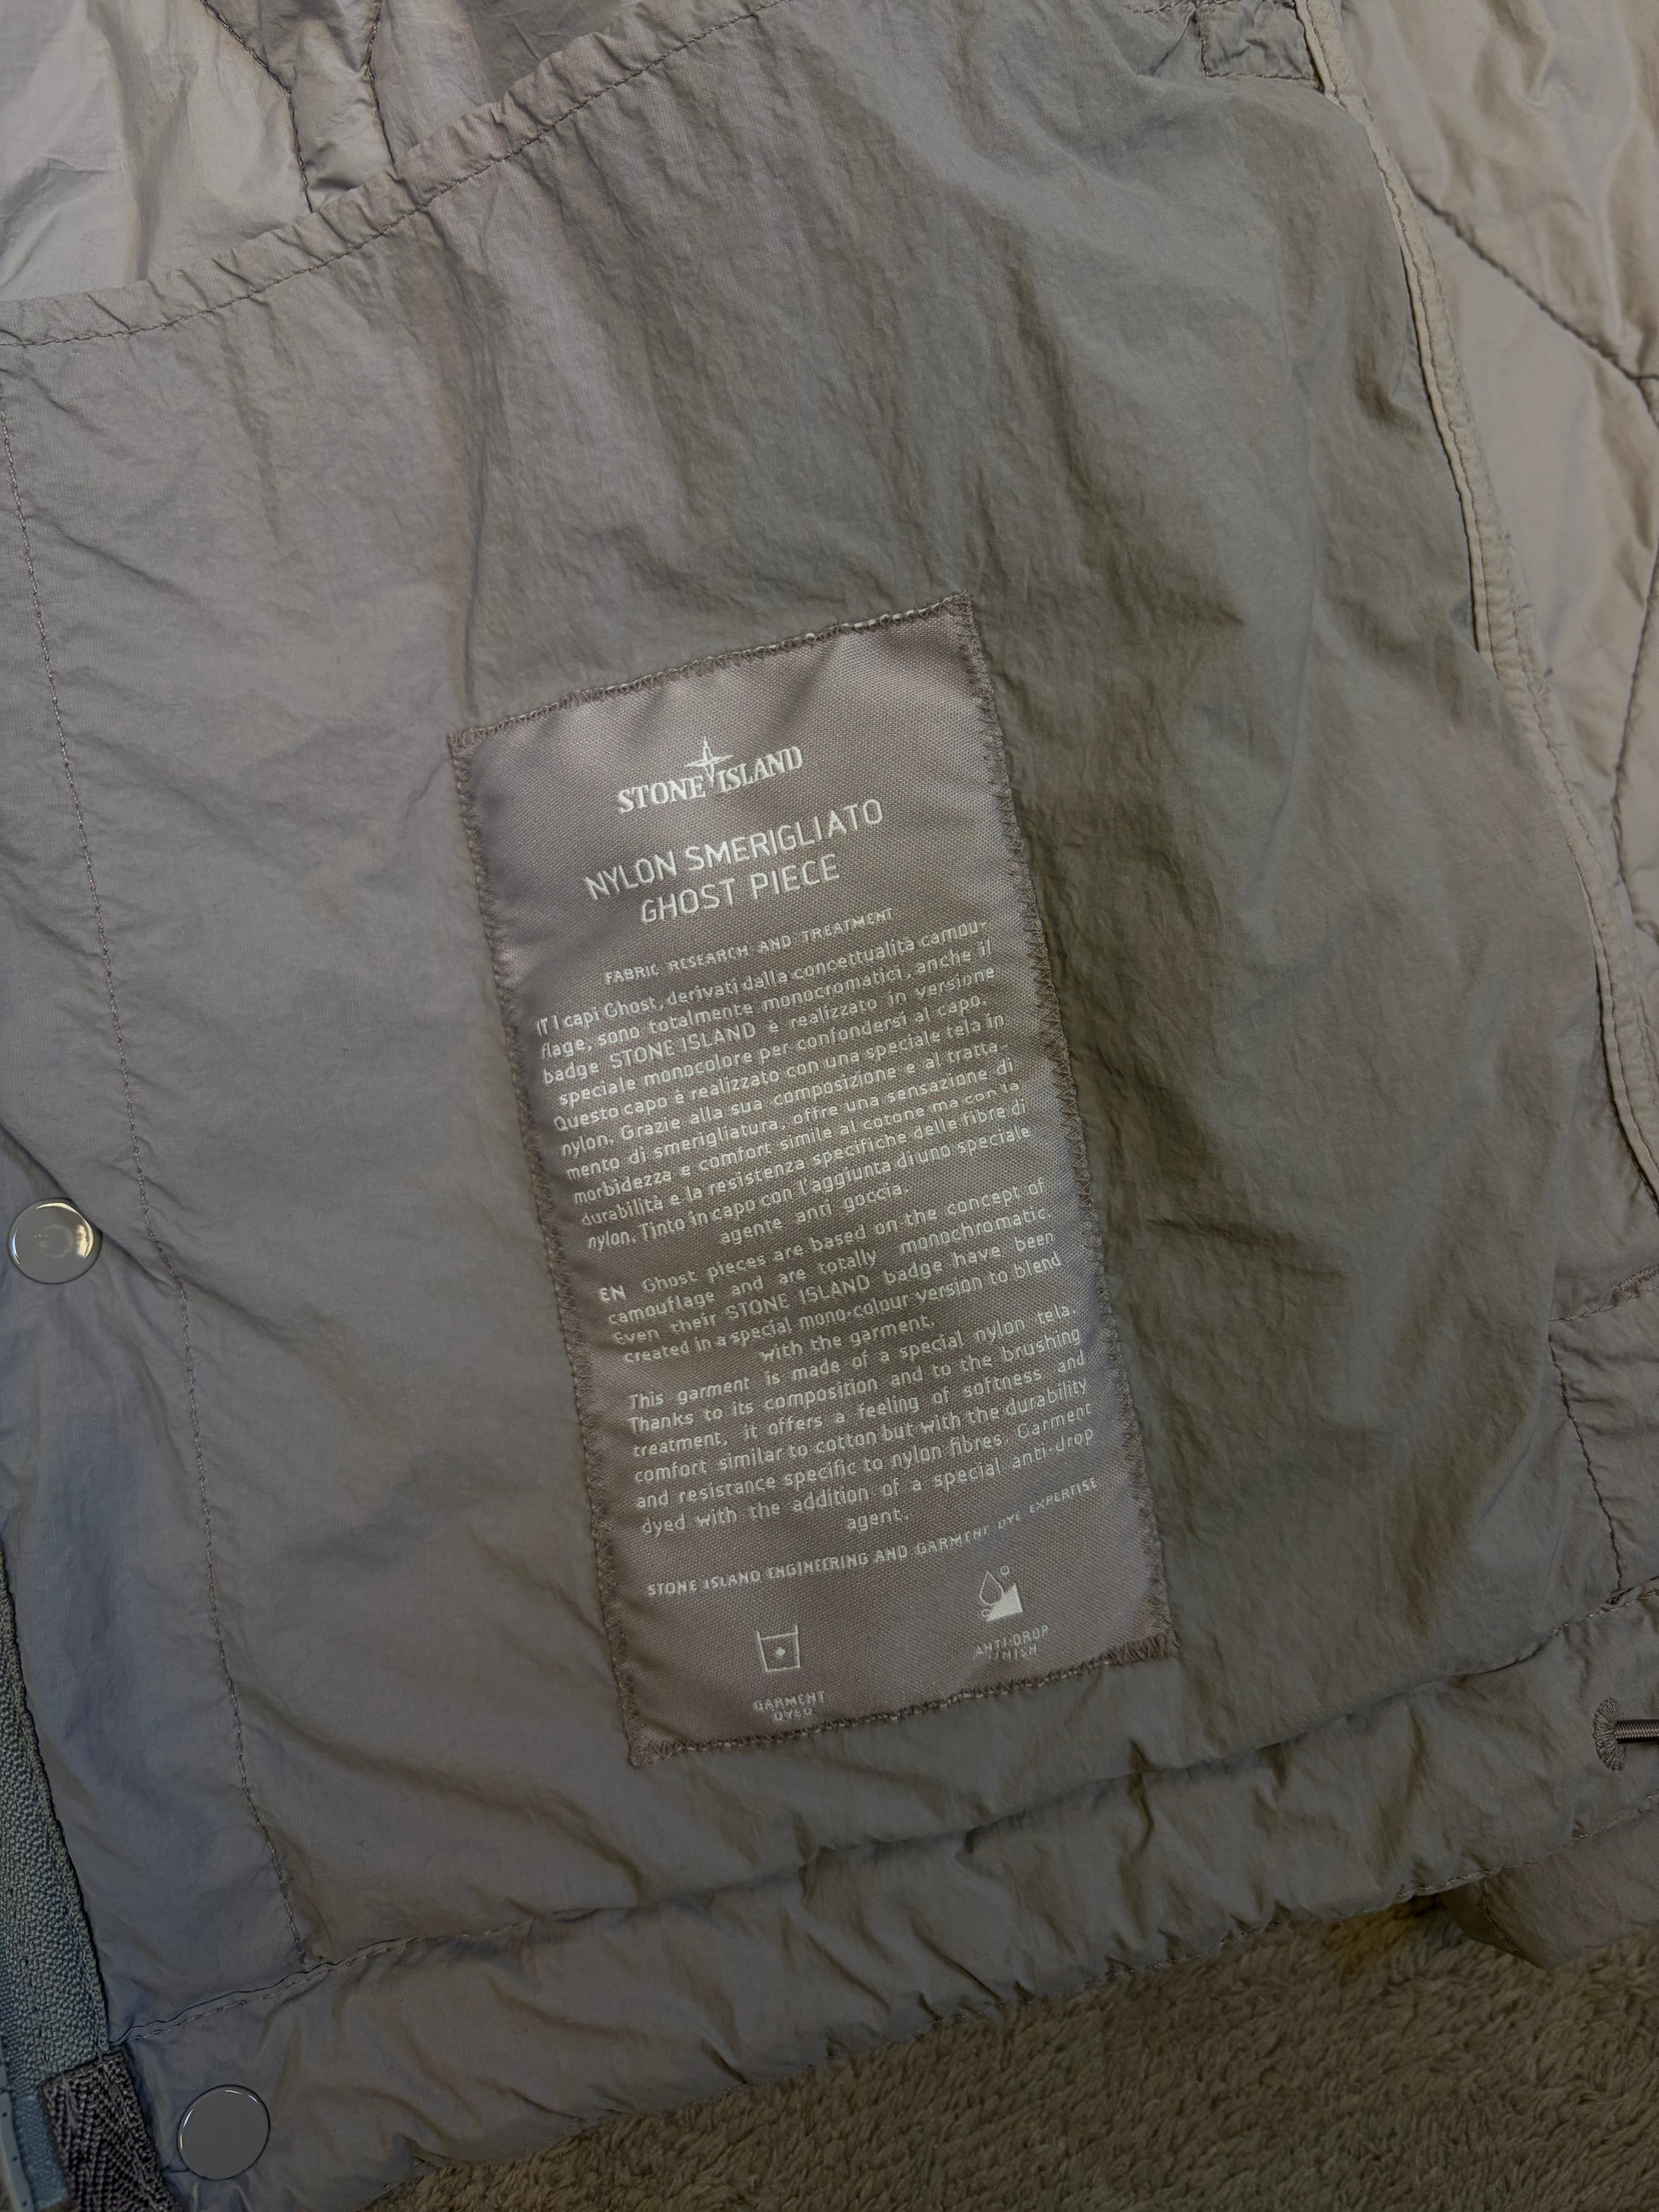 STONE ISLAND
NYLON SMERIGLIATO
GHOST PIECE
FABRIC RESEARCH AND TREATMENT
IT I capi Ghost, derivati dalla concettualità camou-
flage, sono totalmente monocromatici, anche il
badge STONE ISLAND è realizzato in versione
speciale monocolore per confondersi al capo.
Questo capo è realizzato con una speciale tela in
nylon. Grazie alla sua composizione e al tratta-
mento di smerigliatura, offre una sensazione di
morbidezza e comfort simile al cotone ma con la
durabilità e la resistenza specifiche delle fibre di
nylon. Tinto in capo con l'aggiunta di uno speciale
agente anti goccia.
EN Ghost pieces are based on the concept of
camouflage and are totally monochromatic.
Even their STONE ISLAND badge have been
created in a special mono-colour version to blend
with the garment.
This garment is made of a special nylon tela.
Thanks to its composition and to the brushing
treatment, it offers a feeling of softness and
comfort similar to cotton but with the durability
and resistance specific to nylon fibres. Garment
dyed with the addition of a special anti-drop
agent.
STONE ISLAND ENGINEERING AND GARMENT DYE EXPERTISE
GARMENT
DYED
ANTI-DROP
FINISH